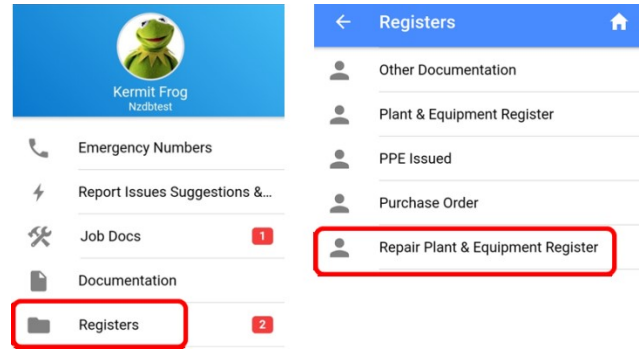 Kermit Frog
Nzdbtest
Emergency Numbers
Report Issues Suggestions &...
Job Docs 1
Documentation
Registers 2
Registers
Other Documentation
Plant & Equipment Register
PPE Issued
Purchase Order
Repair Plant & Equipment Register